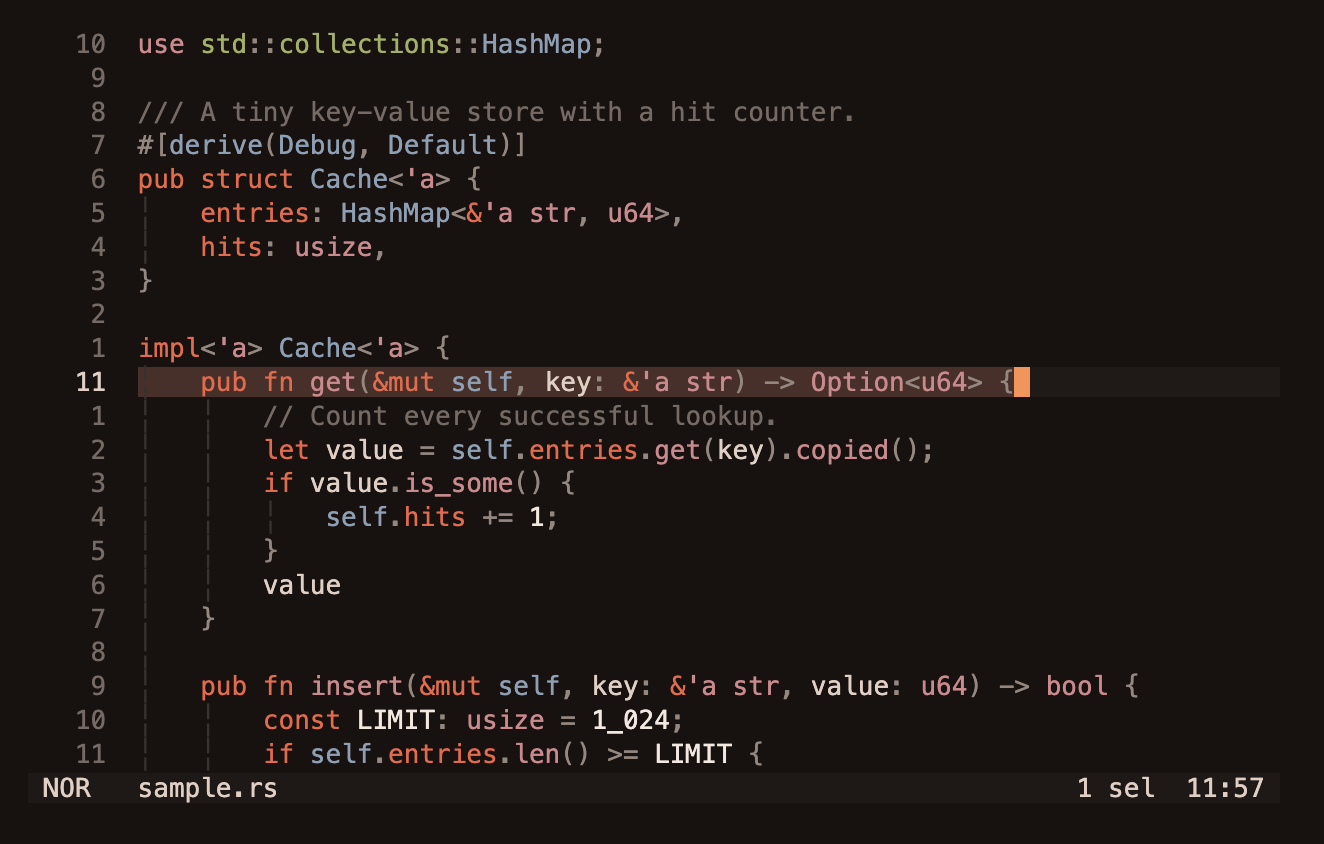 10 use std::collections::HashMap;
9
8 /// A tiny key-value store with a hit counter.
7 #[derive(Debug, Default)]
6 pub struct Cache<'a> {
5     entries: HashMap<&'a str, u64>,
4     hits: usize,
3 }
2
1 impl<'a> Cache<'a> {
11     pub fn get(&mut self, key: &'a str) -> Option<u64> {
1         // Count every successful lookup.
2         let value = self.entries.get(key).copied();
3         if value.is_some() {
4             self.hits += 1;
5         }
6         value
7     }
8
9     pub fn insert(&mut self, key: &'a str, value: u64) -> bool {
10         const LIMIT: usize = 1_024;
11         if self.entries.len() >= LIMIT {
NOR sample.rs 1 sel 11:57